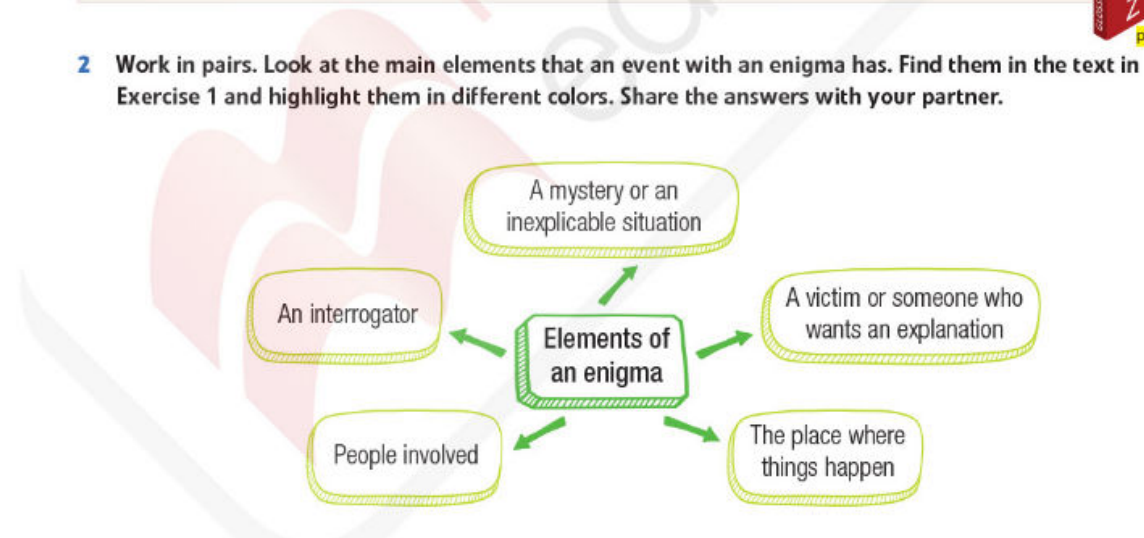 2 Work in pairs. Look at the main elements that an event with an enigma has. Find them in the text in
Exercise 1 and highlight them in different colors. Share the answers with your partner.
A mystery or an
inexplicable situation
An interrogator
A victim or someone who
wants an explanation
Elements of
an enigma
People involved
The place where
things happen